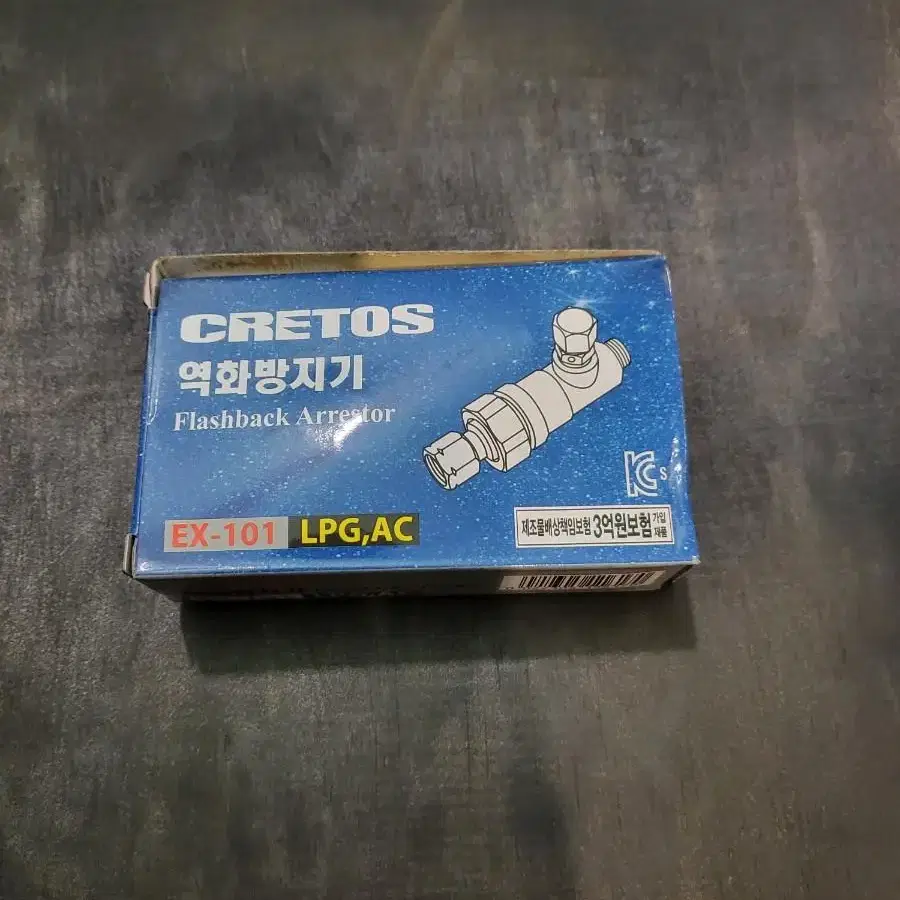 CRETOS
역화방지기
Flashback Arrestor
EX-101 LPG,AC
KCs
제조물배상책임보험 3억원보험 가입제품